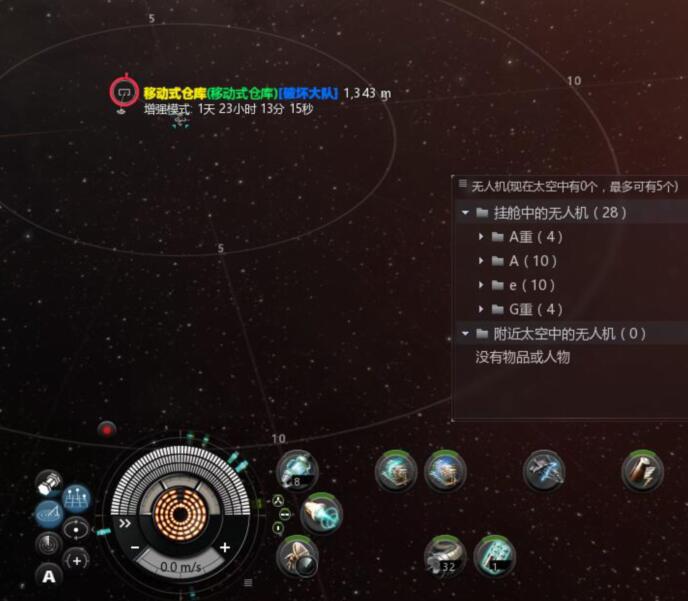 5
10
移动式仓库(移动式仓库)[破坏大队] 1,343 m
增强模式: 1天 23小时 13分 15秒
无人机(现在太空中有0个，最多可有5个)
挂舱中的无人机（28）
A重（4）
A（10）
5
e（10）
G重（4）
附近太空中的无人机（0）
没有物品或人物
10
8
0.0 m/s
32
1
A